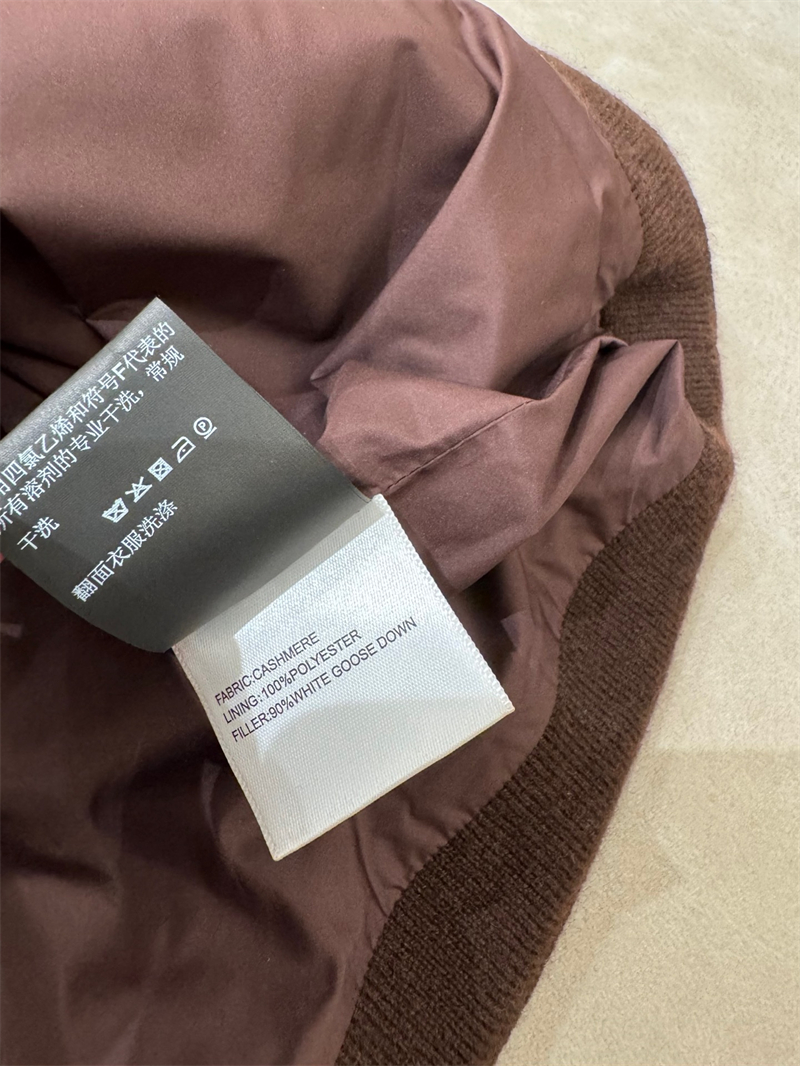 四氯乙烯和符号F代表的
所有溶剂的专业干洗，常规
干洗
P
翻面衣服洗涤
FABRIC:CASHMERE
LINING:100%POLYESTER
FILLER:90%WHITE GOOSE DOWN